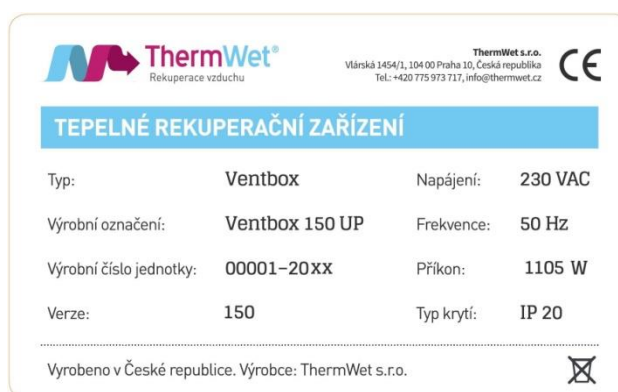 ThermWet®
Rekuperace vzduchu
ThermWet s.r.o.
Vlárská 1454/1, 104 00 Praha 10, Česká republika
Tel.: +420 775 973 717, info@thermwet.cz
CE
TEPELNÉ REKUPERAČNÍ ZAŘÍZENÍ
Typ: Ventbox Napájení: 230 VAC
Výrobní označení: Ventbox 150 UP Frekvence: 50 Hz
Výrobní číslo jednotky: 00001-20xx Příkon: 1105 W
Verze: 150 Typ krytí: IP 20
Vyrobeno v České republice. Výrobce: ThermWet s.r.o.